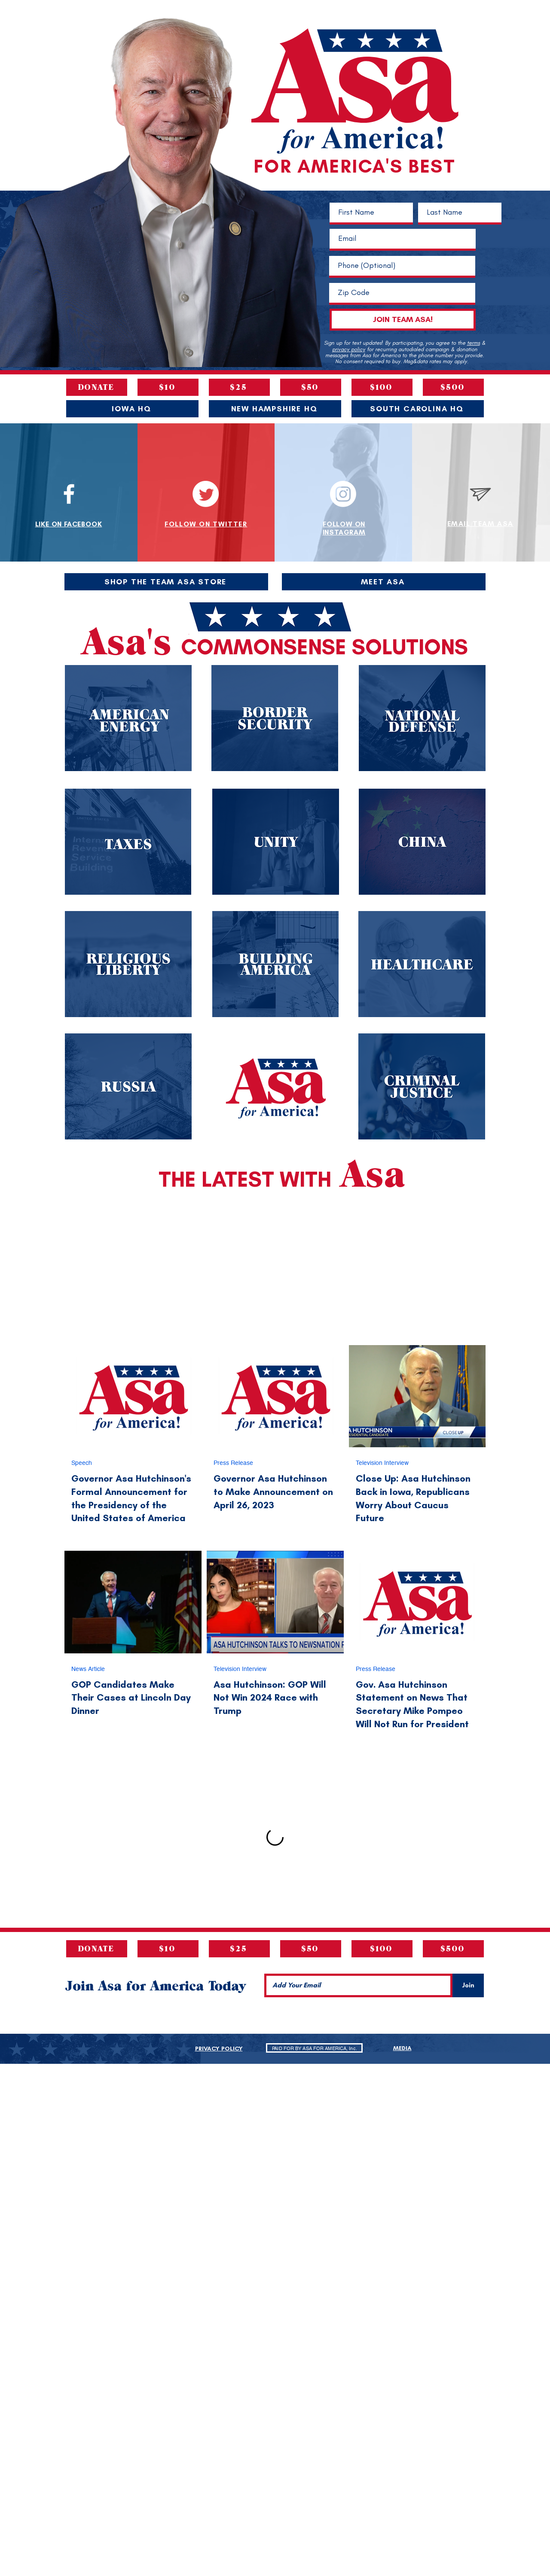 Asa
for America!
FOR AMERICA'S BEST
First Name
Last Name
Email
Phone (Optional)
Zip Code
JOIN TEAM ASA!
Sign up for text updates! By participating, you agree to the terms &
privacy policy for recurring autodialed campaign & donation
messages from Asa for America to the phone number you provide.
No consent required to buy. Msg&data rates may apply.
DONATE
$10
$25
$50
$100
$500
IOWA HQ
NEW HAMPSHIRE HQ
SOUTH CAROLINA HQ
LIKE ON FACEBOOK
FOLLOW ON TWITTER
FOLLOW ON
INSTAGRAM
EMAIL TEAM ASA
SHOP THE TEAM ASA STORE
MEET ASA
Asa's COMMONSENSE SOLUTIONS
AMERICAN
ENERGY
BORDER
SECURITY
NATIONAL
DEFENSE
Internal
Revenue
Service
Building
TAXES
UNITY
CHINA
RELIGIOUS
LIBERTY
BUILDING
AMERICA
HEALTHCARE
RUSSIA
Asa
for America!
CRIMINAL
JUSTICE
THE LATEST WITH Asa
Asa
for America!
Speech
Governor Asa Hutchinson's
Formal Announcement for
the Presidency of the
United States of America
Asa
for America!
Press Release
Governor Asa Hutchinson
to Make Announcement on
April 26, 2023
A HUTCHINSON
RESIDENTIAL CANDIDATE
CLOSE UP
Television Interview
Close Up: Asa Hutchinson
Back in Iowa, Republicans
Worry About Caucus
Future
News Article
GOP Candidates Make
Their Cases at Lincoln Day
Dinner
ASA HUTCHINSON TALKS TO NEWSNATION F
Television Interview
Asa Hutchinson: GOP Will
Not Win 2024 Race with
Trump
Asa
for America!
Press Release
Gov. Asa Hutchinson
Statement on News That
Secretary Mike Pompeo
Will Not Run for President
DONATE
$10
$25
$50
$100
$500
Join Asa for America Today
Add Your Email
Join
PRIVACY POLICY
PAID FOR BY ASA FOR AMERICA, Inc.
MEDIA